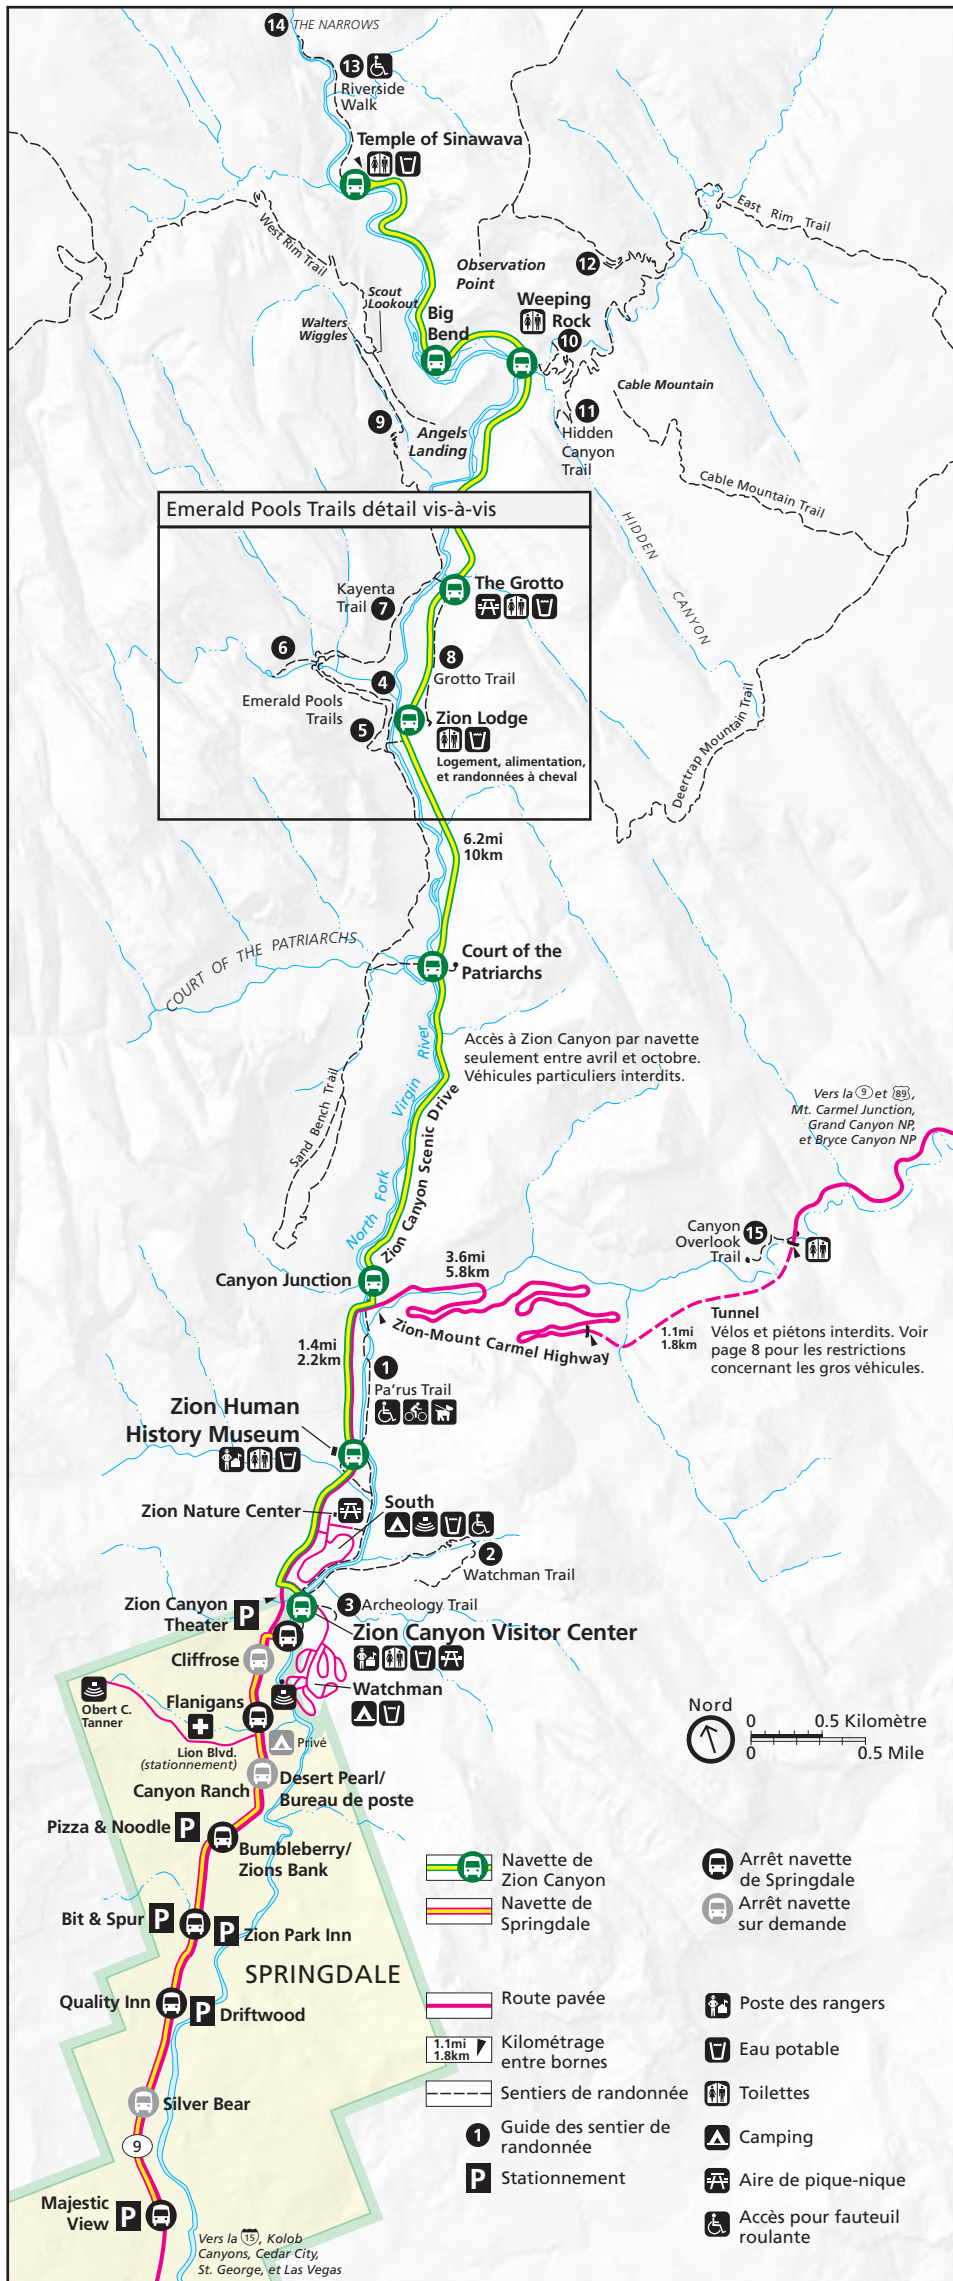 14 THE NARROWS
13
Riverside
Walk
Temple of Sinawava
West Rim Trail
East Rim Trail
Observation
Point
12
Scout
Lookout
Walters
Wiggles
Big
Bend
Weeping
Rock
10
Cable Mountain
9
Angels
Landing
11
Hidden
Canyon
Trail
Cable Mountain Trail
HIDDEN CANYON
Emerald Pools Trails détail vis-à-vis
Kayenta
Trail 7
The Grotto
6
8
Grotto Trail
4
Emerald Pools
Trails
5
Zion Lodge
Logement, alimentation,
et randonnées à cheval
Deertrap Mountain Trail
6.2mi
10km
COURT OF THE PATRIARCHS
Court of the
Patriarchs
Accès à Zion Canyon par navette
seulement entre avril et octobre.
Véhicules particuliers interdits.
North Fork Virgin River
Zion Canyon Scenic Drive
Sand Bench Trail
Vers la 9 et 89,
Mt. Carmel Junction,
Grand Canyon NP,
et Bryce Canyon NP
Canyon
Overlook
Trail
15
Canyon Junction
3.6mi
5.8km
Zion-Mount Carmel Highway
1.1mi
1.8km
Tunnel
Vélos et piétons interdits. Voir
page 8 pour les restrictions
concernant les gros véhicules.
1.4mi
2.2km
1
Pa'rus Trail
Zion Human
History Museum
Zion Nature Center
South
2
Watchman Trail
Zion Canyon
Theater
P
3 Archeology Trail
Zion Canyon Visitor Center
Cliffrose
Watchman
Obert C.
Tanner
Flanigans
Lion Blvd.
(stationnement)
Privé
Canyon Ranch
Desert Pearl/
Bureau de poste
Pizza & Noodle P
Bumbleberry/
Zions Bank
Bit & Spur P
P Zion Park Inn
SPRINGDALE
Quality Inn
P Driftwood
Silver Bear
9
Majestic
View
P
Vers la 15, Kolob
Canyons, Cedar City,
St. George, et Las Vegas
Nord
0 0.5 Kilomètre
0 0.5 Mile
Navette de
Zion Canyon
Navette de
Springdale
Arrêt navette
de Springdale
Arrêt navette
sur demande
Route pavée
1.1mi
1.8km
Kilométrage
entre bornes
Sentiers de randonnée
1
Guide des sentier de
randonnée
P Stationnement
Poste des rangers
Eau potable
Toilettes
Camping
Aire de pique-nique
Accès pour fauteuil
roulante